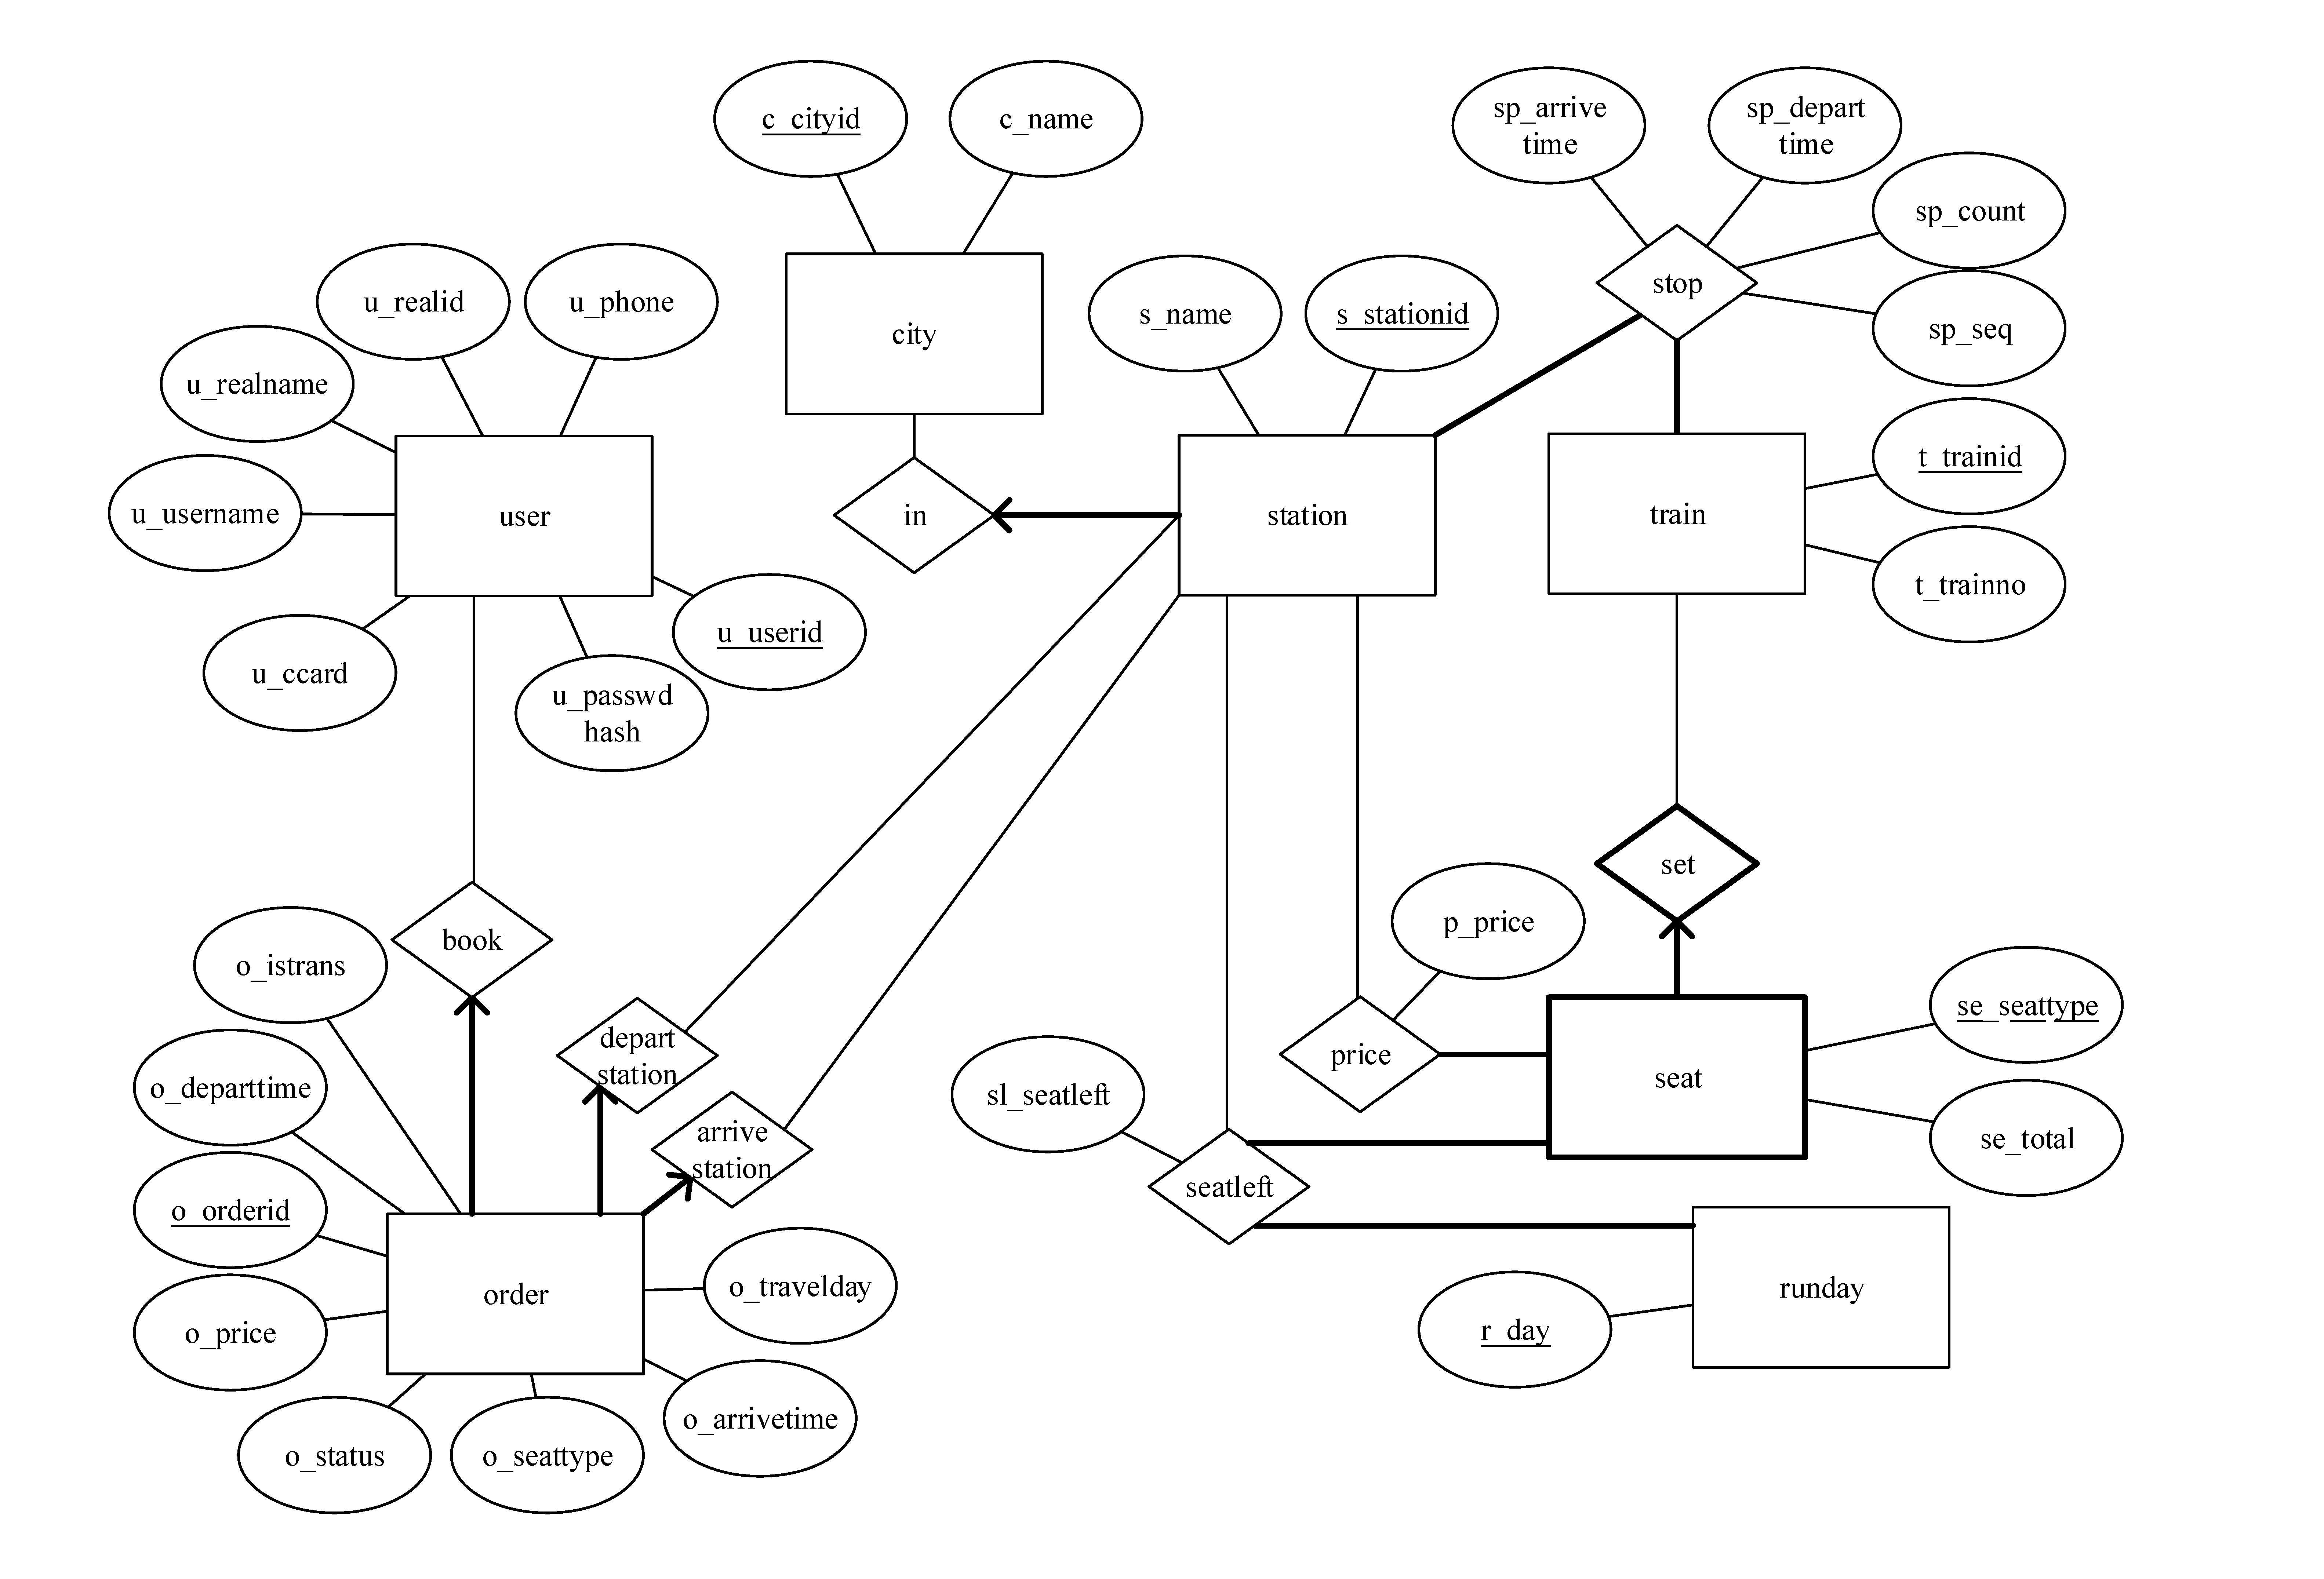 c_cityid
c_name
sp_arrive
time
sp_depart
time
sp_count
sp_seq
stop
u_realid
u_phone
s_name
s_stationid
city
u_realname
u_username
user
in
station
train
t_trainid
t_trainno
u_userid
u_ccard
u_passwd
hash
set
book
o_istrans
p_price
depart
station
price
seat
se_seattype
se_total
o_departtime
arrive
station
sl_seatleft
seatleft
o_orderid
order
o_travelday
runday
r_day
o_price
o_arrivetime
o_status
o_seattype